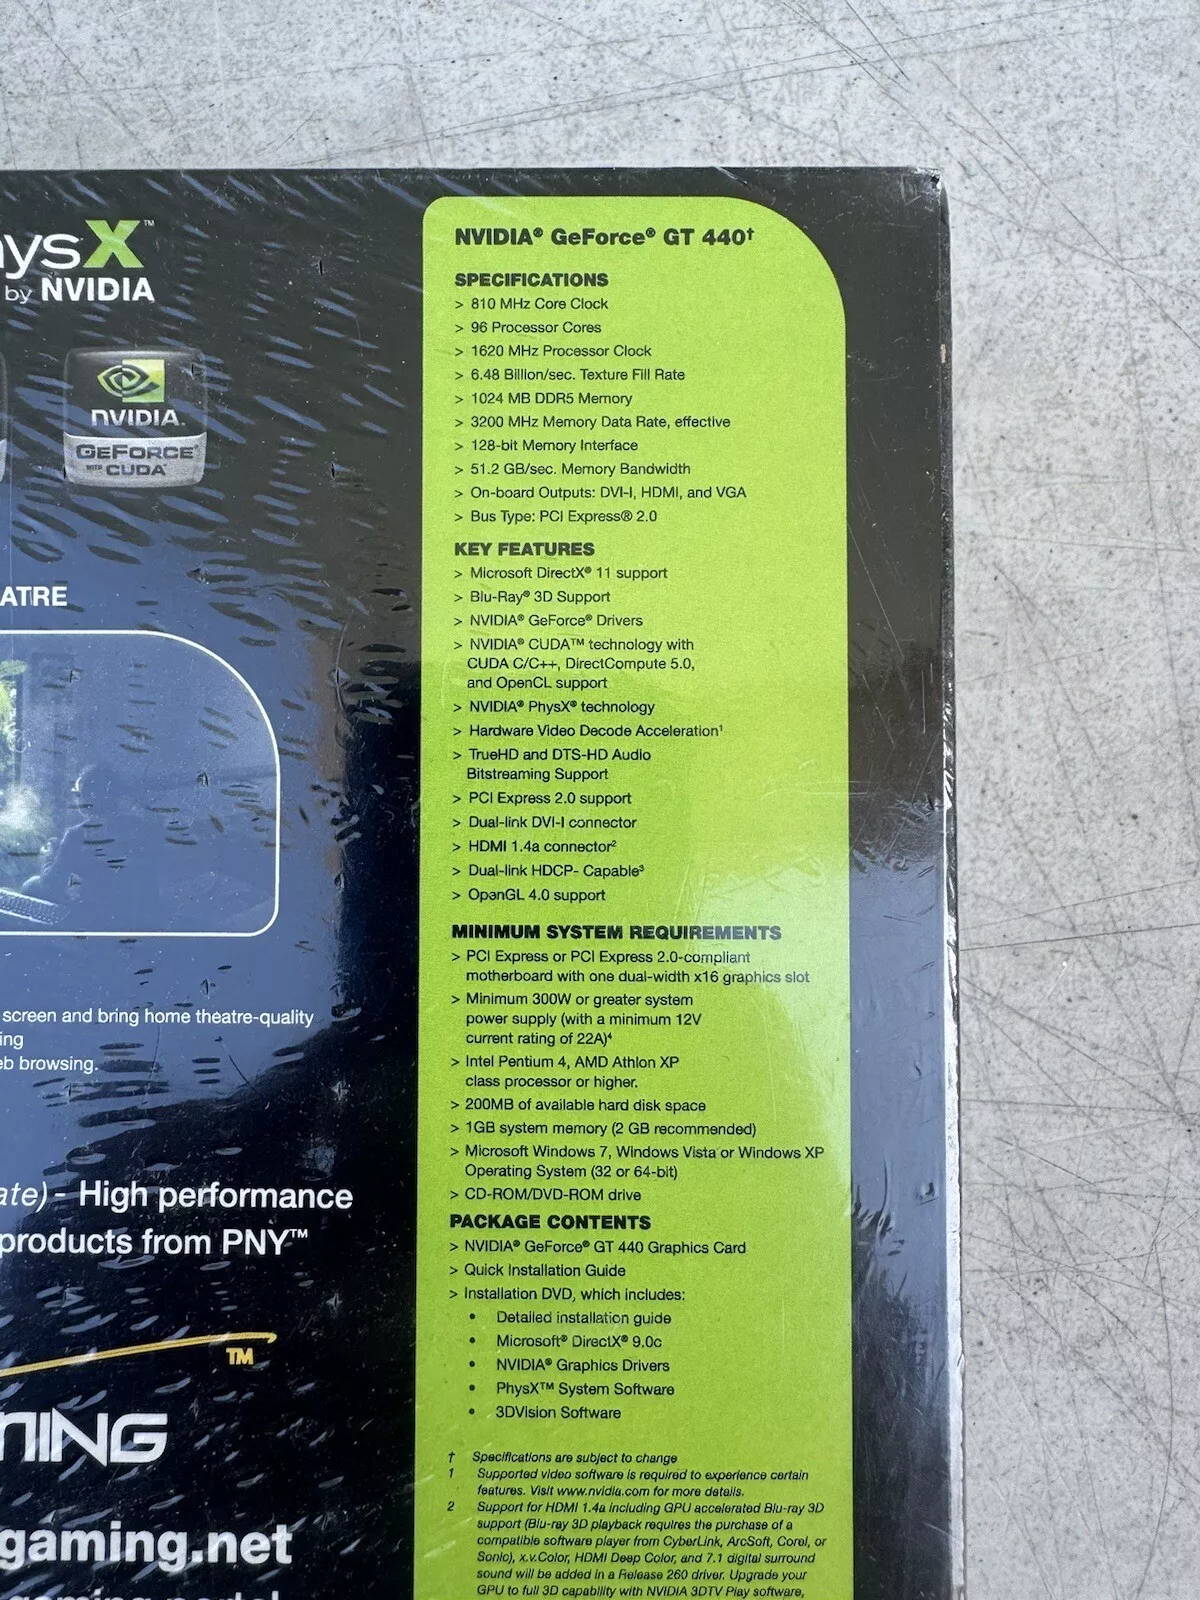 ysX™
by NVIDIA
NVIDIA.
GEFORCE®
WITH CUDA™
ATRE
screen and bring home theatre-quality
ing
eb browsing.
ate) - High performance
products from PNY™
TM
NING
gaming.net
NVIDIA® GeForce® GT 440†
SPECIFICATIONS
> 810 MHz Core Clock
> 96 Processor Cores
> 1620 MHz Processor Clock
> 6.48 Billion/sec. Texture Fill Rate
> 1024 MB DDR5 Memory
> 3200 MHz Memory Data Rate, effective
> 128-bit Memory Interface
> 51.2 GB/sec. Memory Bandwidth
> On-board Outputs: DVI-I, HDMI, and VGA
> Bus Type: PCI Express® 2.0
KEY FEATURES
> Microsoft DirectX® 11 support
> Blu-Ray® 3D Support
> NVIDIA® GeForce® Drivers
> NVIDIA® CUDA™ technology with
CUDA C/C++, DirectCompute 5.0,
and OpenCL support
> NVIDIA® PhysX® technology
> Hardware Video Decode Acceleration¹
> TrueHD and DTS-HD Audio
Bitstreaming Support
> PCI Express 2.0 support
> Dual-link DVI-I connector
> HDMI 1.4a connector²
> Dual-link HDCP- Capable³
> OpenGL 4.0 support
MINIMUM SYSTEM REQUIREMENTS
> PCI Express or PCI Express 2.0-compliant
motherboard with one dual-width x16 graphics slot
> Minimum 300W or greater system
power supply (with a minimum 12V
current rating of 22A)⁴
> Intel Pentium 4, AMD Athlon XP
class processor or higher.
> 200MB of available hard disk space
> 1GB system memory (2 GB recommended)
> Microsoft Windows 7, Windows Vista or Windows XP
Operating System (32 or 64-bit)
> CD-ROM/DVD-ROM drive
PACKAGE CONTENTS
> NVIDIA® GeForce® GT 440 Graphics Card
> Quick Installation Guide
> Installation DVD, which includes:
• Detailed installation guide
• Microsoft® DirectX® 9.0c
• NVIDIA® Graphics Drivers
• PhysX™ System Software
• 3DVision Software
† Specifications are subject to change
1 Supported video software is required to experience certain
features. Visit www.nvidia.com for more details.
2 Support for HDMI 1.4a including GPU accelerated Blu-ray 3D
support (Blu-ray 3D playback requires the purchase of a
compatible software player from CyberLink, ArcSoft, Corel, or
Sonic), x.v.Color, HDMI Deep Color, and 7.1 digital surround
sound will be added in a Release 260 driver. Upgrade your
GPU to full 3D capability with NVIDIA 3DTV Play software,